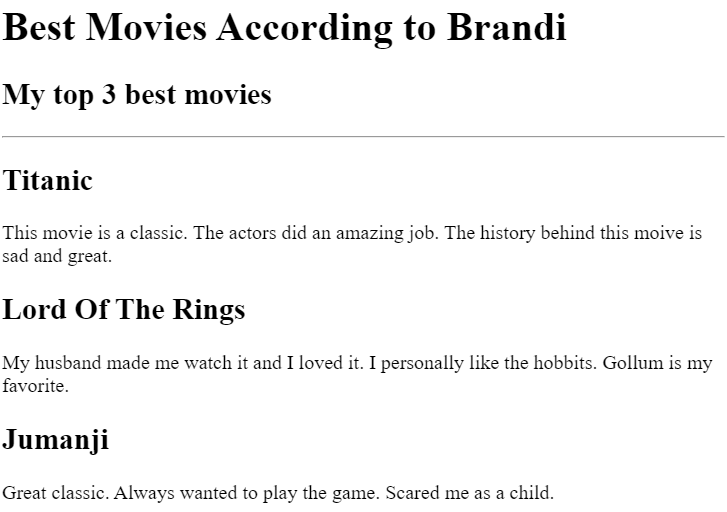 Best Movies According to Brandi
My top 3 best movies
Titanic
This movie is a classic. The actors did an amazing job. The history behind this moive is
sad and great.
Lord Of The Rings
My husband made me watch it and I loved it. I personally like the hobbits. Gollum is my
favorite.
Jumanji
Great classic. Always wanted to play the game. Scared me as a child.